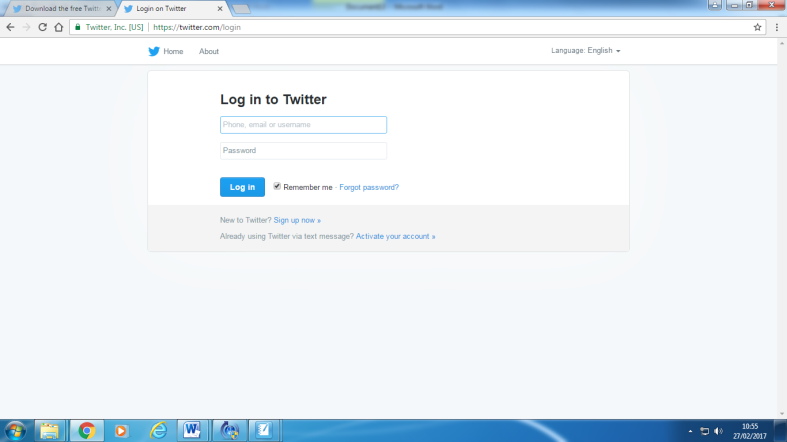 Download the free Twitt
Login on Twitter
Twitter, Inc. [US]
https://twitter.com/login
Home
About
Language: English
Log in to Twitter
Phone, email or username
Password
Log in
Remember me · Forgot password?
New to Twitter? Sign up now »
Already using Twitter via text message? Activate your account »
10:55
27/02/2017